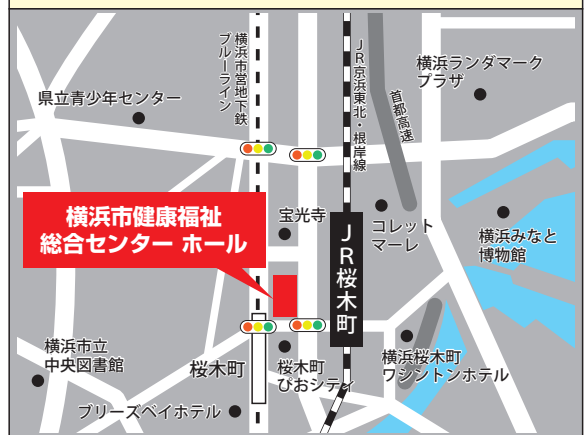 横浜市営地下鉄
ブルーライン
JR京浜東北・根岸線
首都高速
横浜ランダマーク
プラザ
県立青少年センター
横浜市健康福祉
総合センター ホール
宝光寺
JR桜木町
コレット
マーレ
横浜みなと
博物館
横浜市立
中央図書館
桜木町
桜木町
ぴおシティ
横浜桜木町
ワシントンホテル
ブリーズベイホテル